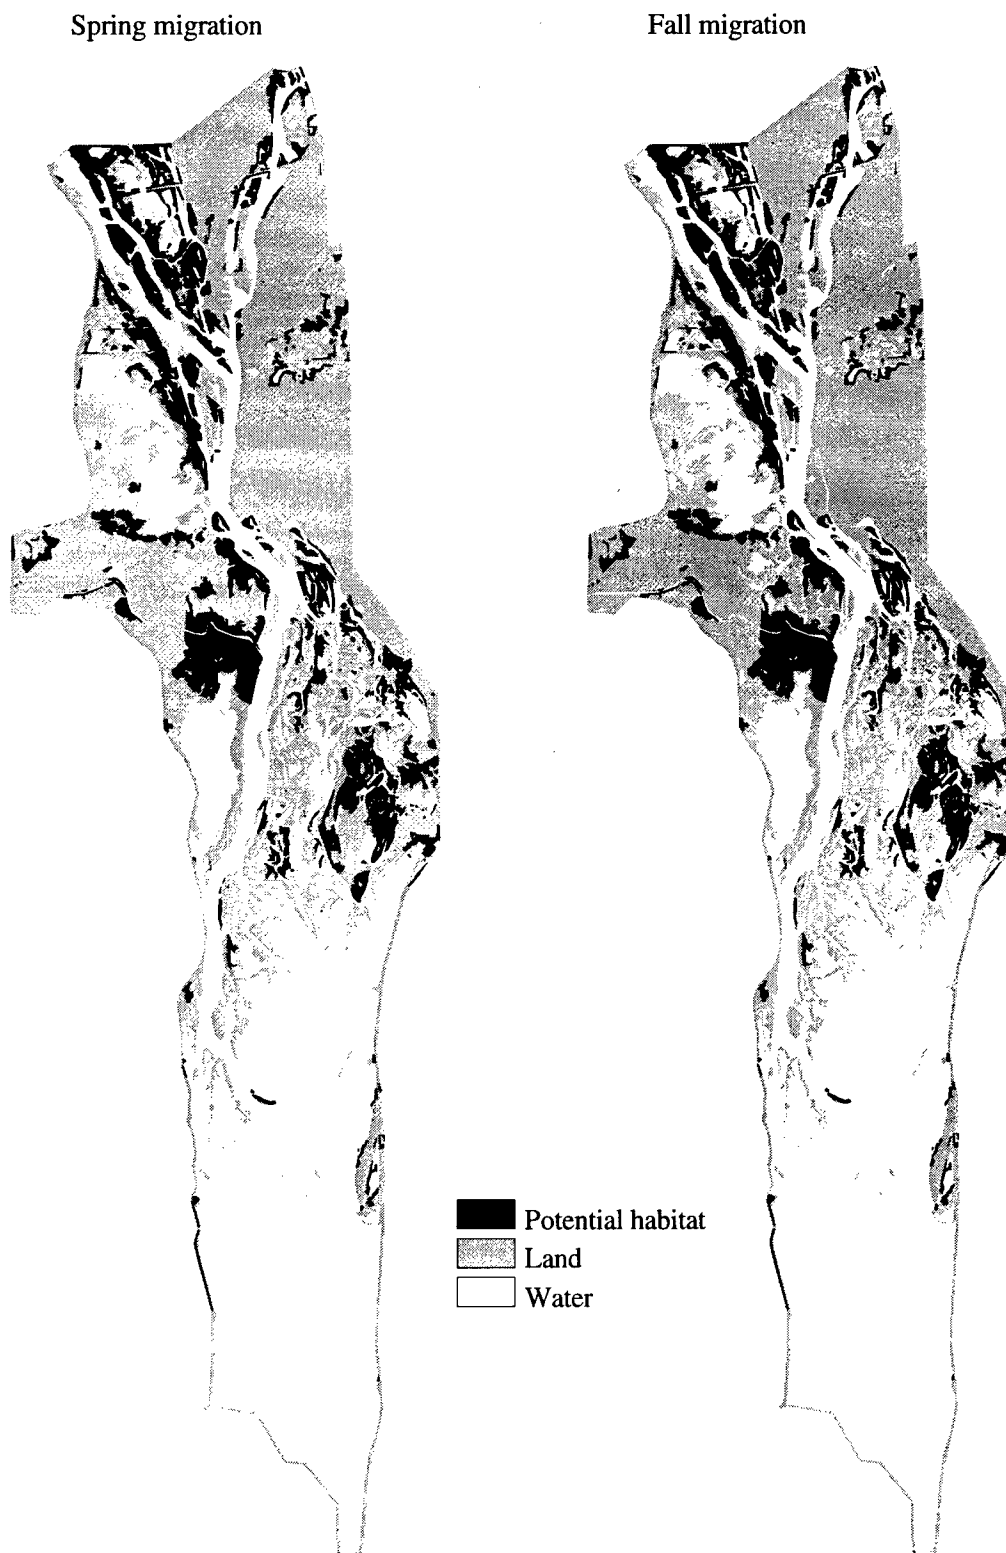 Spring migration
Fall migration
Potential habitat
Land
Water